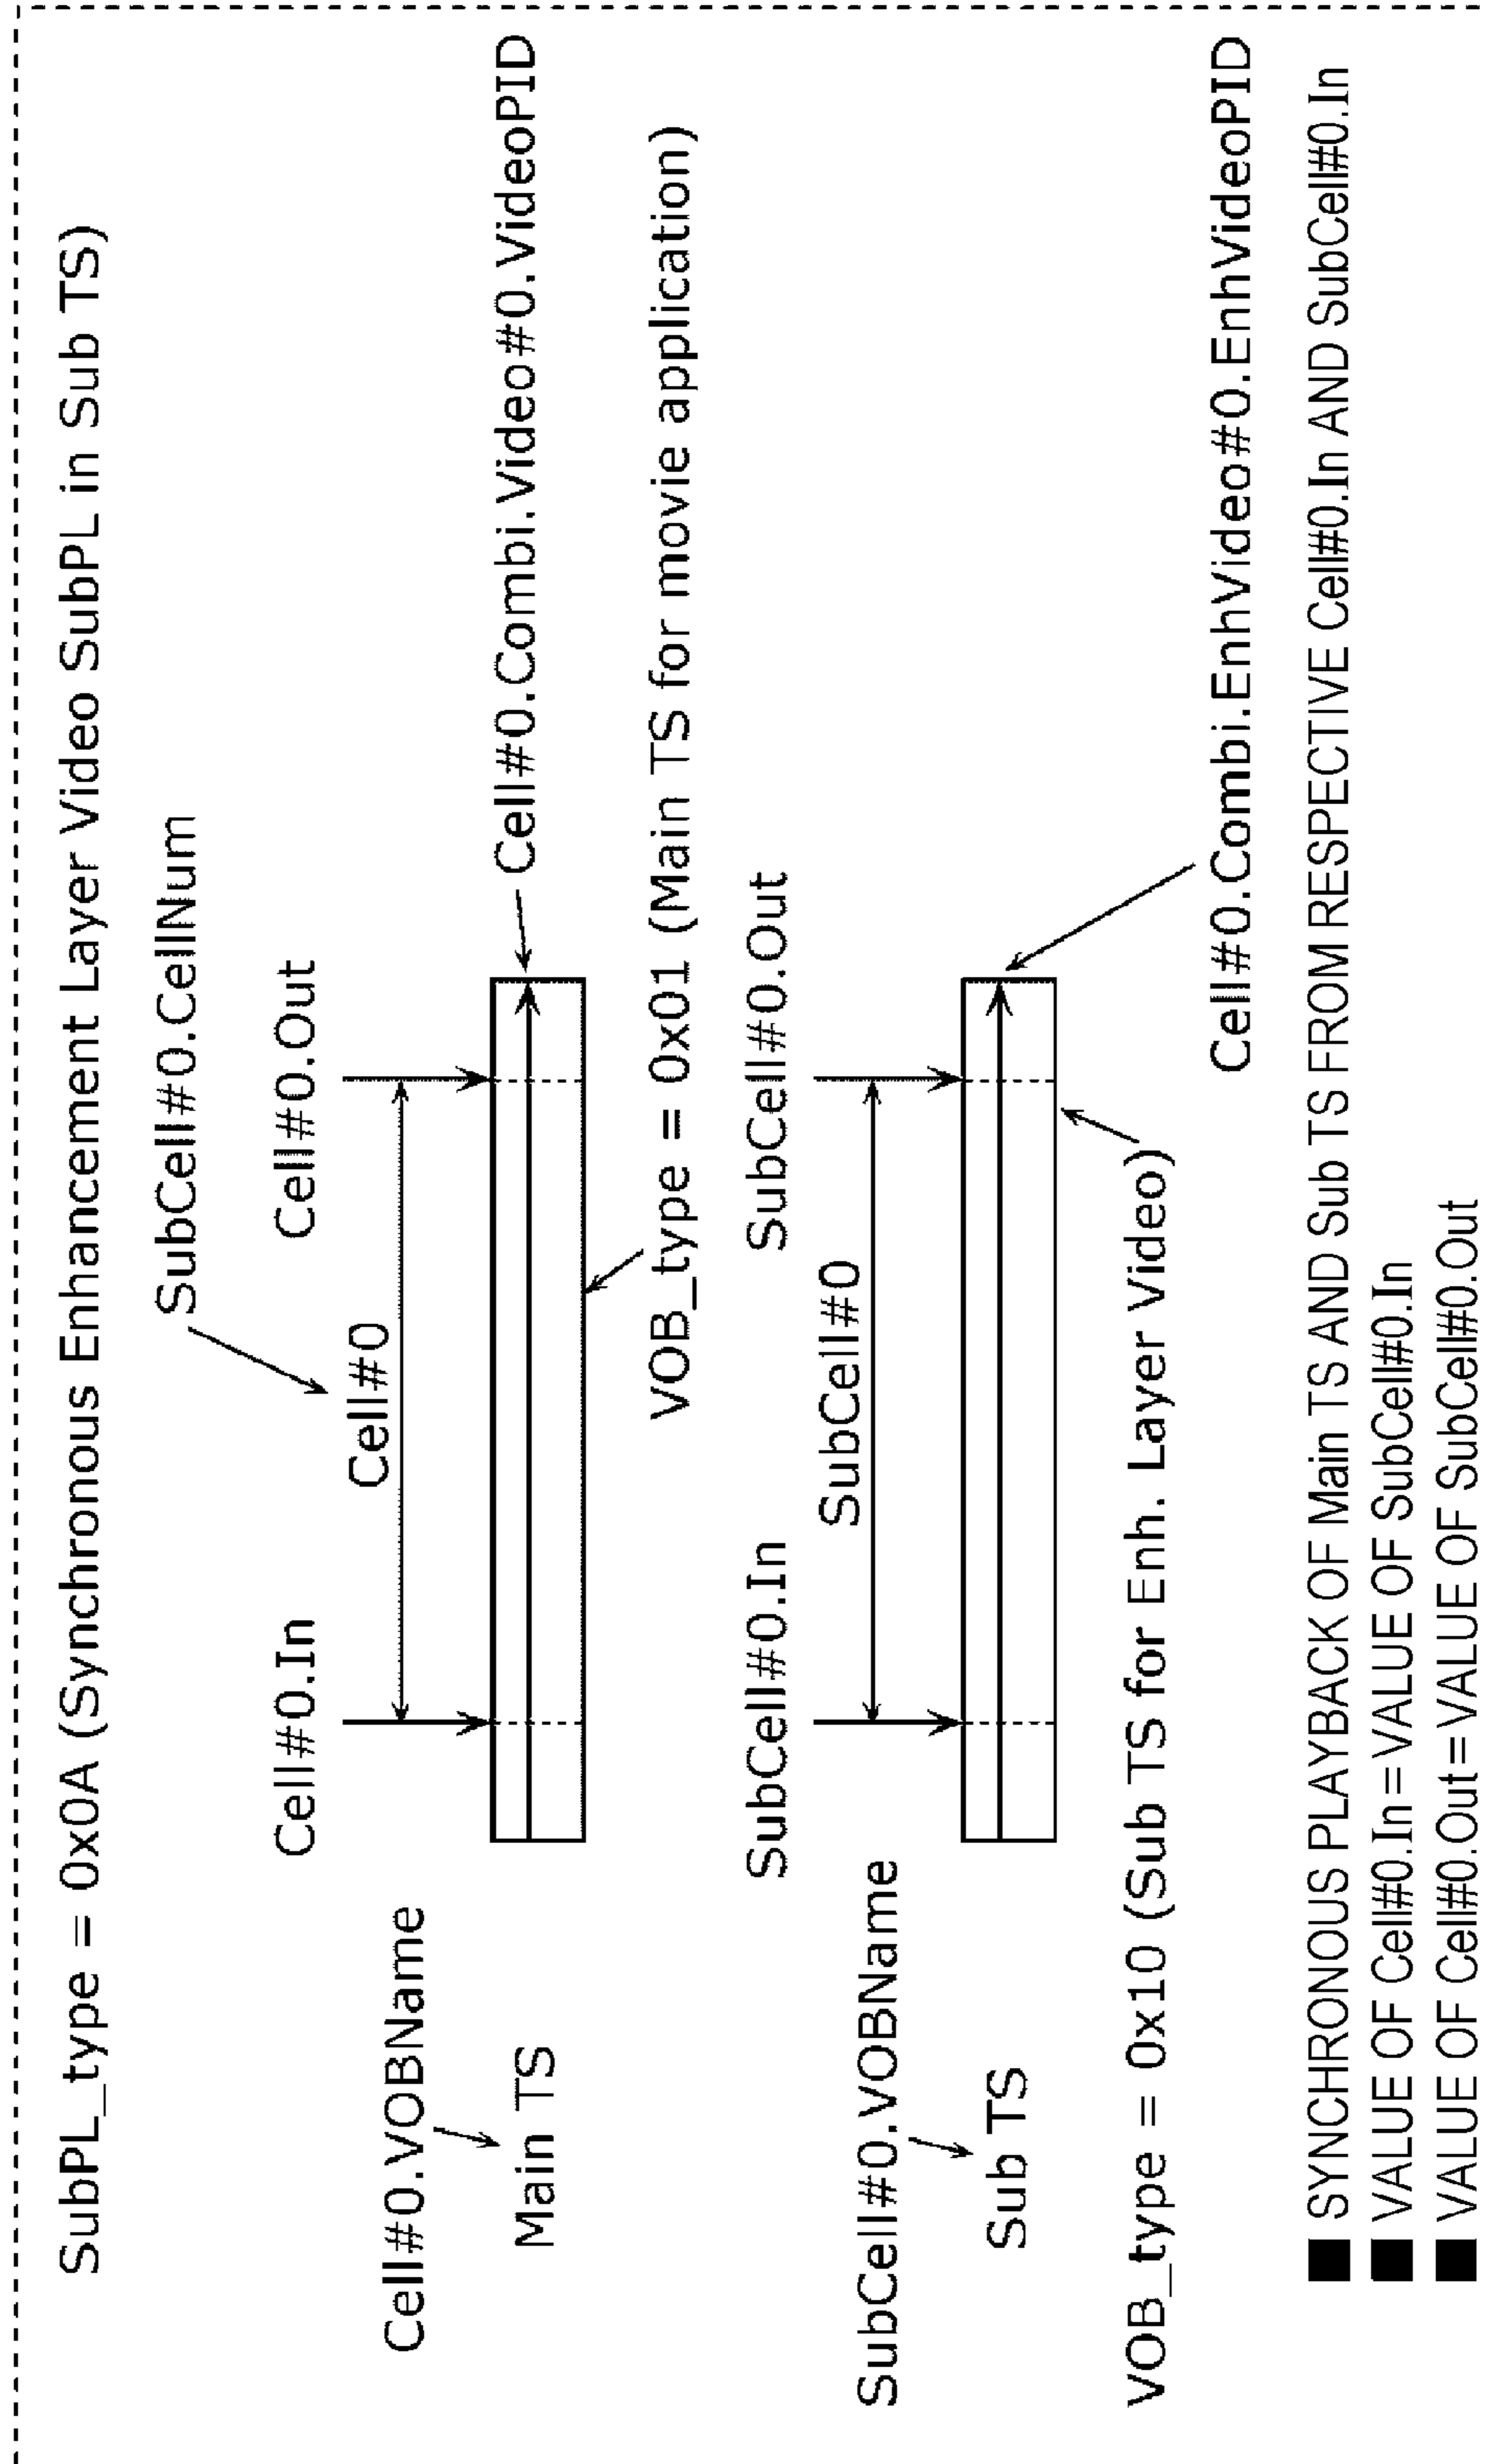 SubPL_type = 0x0A (Synchronous Enhancement Layer Video SubPL in Sub TS)
SubCell#0.CellNum
Cell#0.In
Cell#0.Out
Cell#0
Cell#0.VOBName
Main TS
Cell#0.Combi.Video#0.VideoPID
VOB_type = 0x01 (Main TS for movie application)
SubCell#0.In
SubCell#0.Out
SubCell#0
SubCell#0.VOBName
Sub TS
VOB_type = 0x10 (Sub TS for Enh. Layer Video)
Cell#0.Combi.EnhVideo#0.EnhVideoPID
■ SYNCHRONOUS PLAYBACK OF Main TS AND Sub TS FROM RESPECTIVE Cell#0.In AND SubCell#0.In
■ VALUE OF Cell#0.In=VALUE OF SubCell#0.In
■ VALUE OF Cell#0.Out=VALUE OF SubCell#0.Out